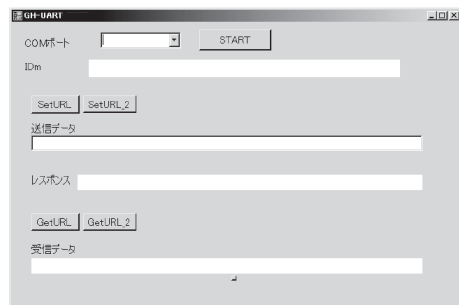 GH-UART
COMポート START
IDm
SetURL SetURL_2
送信データ
レスポンス
GetURL GetURL_2
受信データ